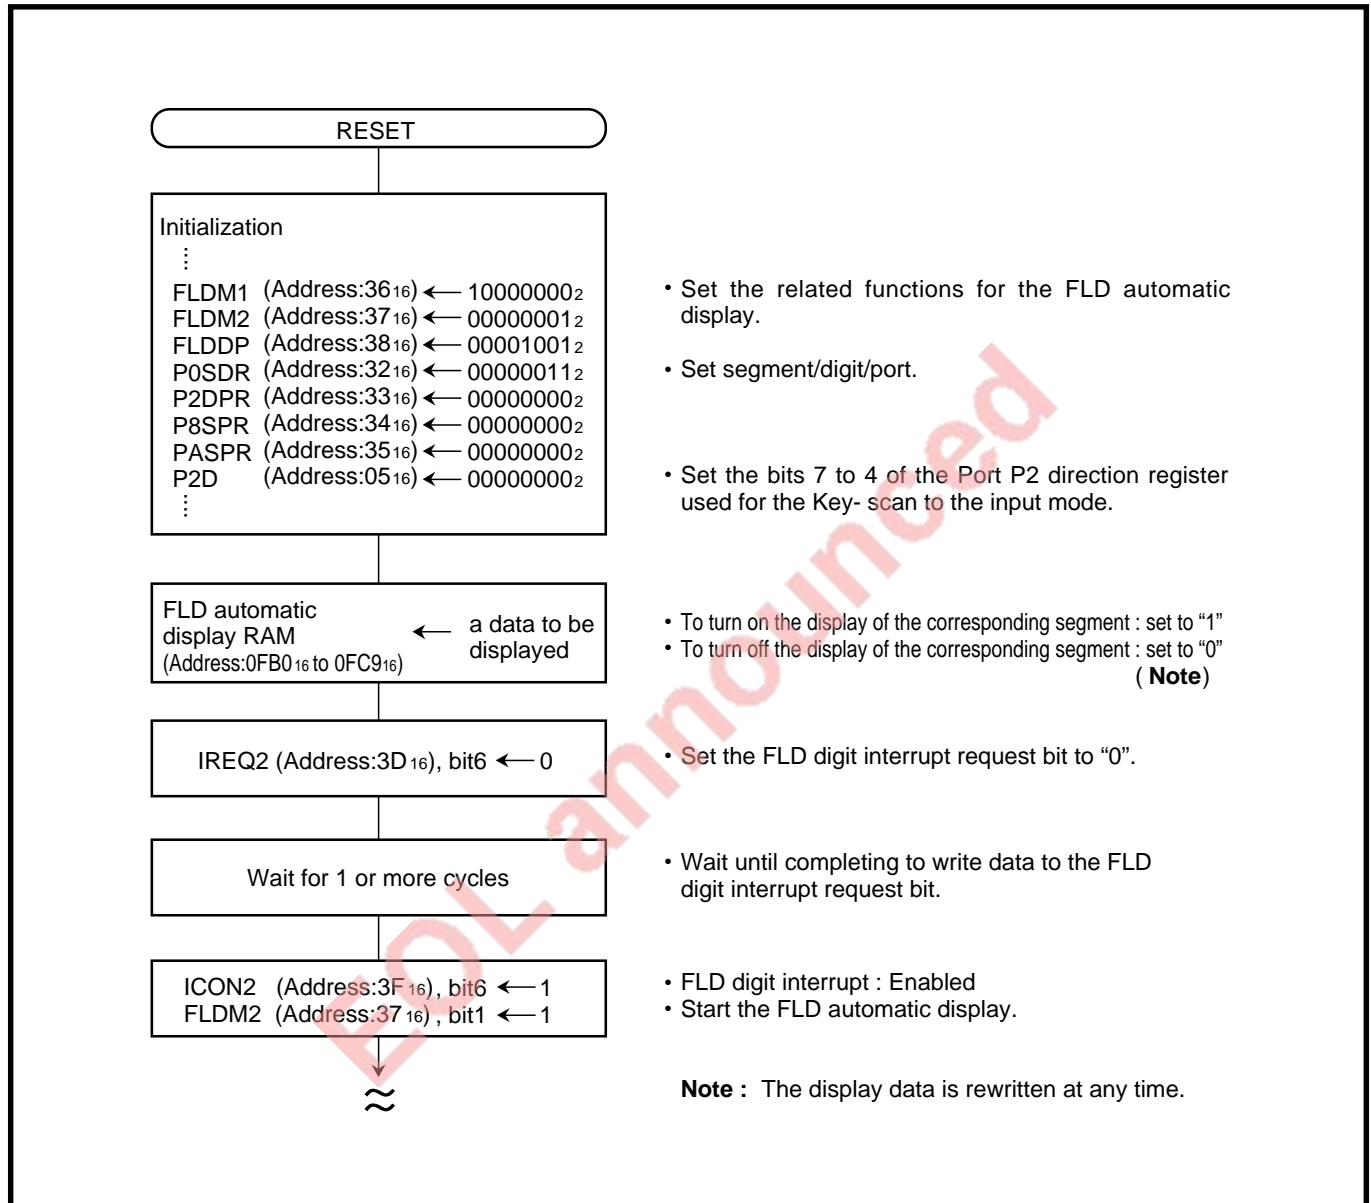 RESET
Initialization
⋮
FLDM1 (Address:36₁₆) ← 10000000₂
FLDM2 (Address:37₁₆) ← 00000001₂
FLDDP (Address:38₁₆) ← 00001001₂
P0SDR (Address:32₁₆) ← 00000011₂
P2DPR (Address:33₁₆) ← 00000000₂
P8SPR (Address:34₁₆) ← 00000000₂
PASPR (Address:35₁₆) ← 00000000₂
P2D (Address:05₁₆) ← 00000000₂
⋮
• Set the related functions for the FLD automatic
display.
• Set segment/digit/port.
• Set the bits 7 to 4 of the Port P2 direction register
used for the Key- scan to the input mode.
FLD automatic
display RAM ← a data to be
(Address:0FB0₁₆ to 0FC9₁₆) displayed
• To turn on the display of the corresponding segment : set to “1”
• To turn off the display of the corresponding segment : set to “0”
( Note)
IREQ2 (Address:3D₁₆), bit6 ← 0
• Set the FLD digit interrupt request bit to “0”.
Wait for 1 or more cycles
• Wait until completing to write data to the FLD
digit interrupt request bit.
ICON2 (Address:3F₁₆), bit6 ← 1
FLDM2 (Address:37₁₆) , bit1 ← 1
• FLD digit interrupt : Enabled
• Start the FLD automatic display.
Note : The display data is rewritten at any time.
EOL announced